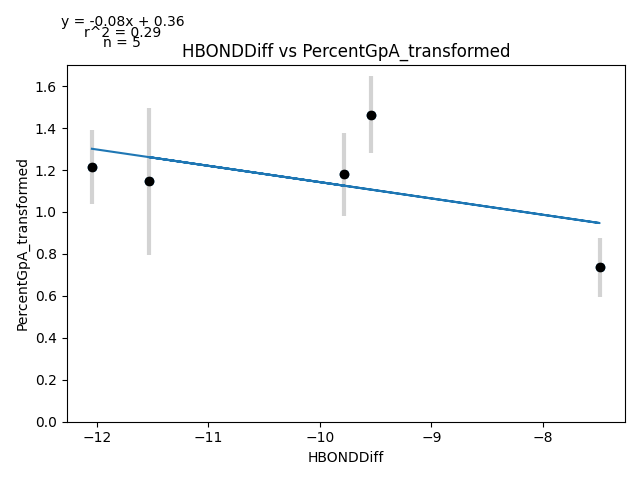 y = -0.08x + 0.36
r^2 = 0.29
n = 5
HBONDDiff vs PercentGpA_transformed
PercentGpA_transformed
1.6
1.4
1.2
1.0
0.8
0.6
0.4
0.2
0.0
−12
−11
−10
−9
−8
HBONDDiff